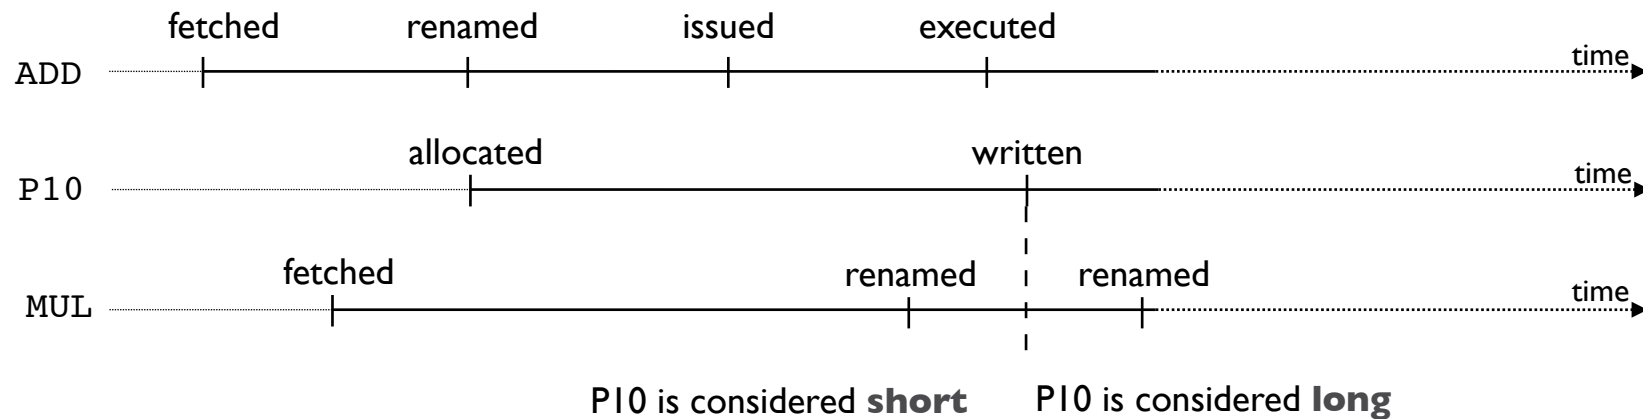 fetched renamed issued executed
ADD time
allocated written
P10 time
fetched renamed renamed
MUL time
P10 is considered short P10 is considered long